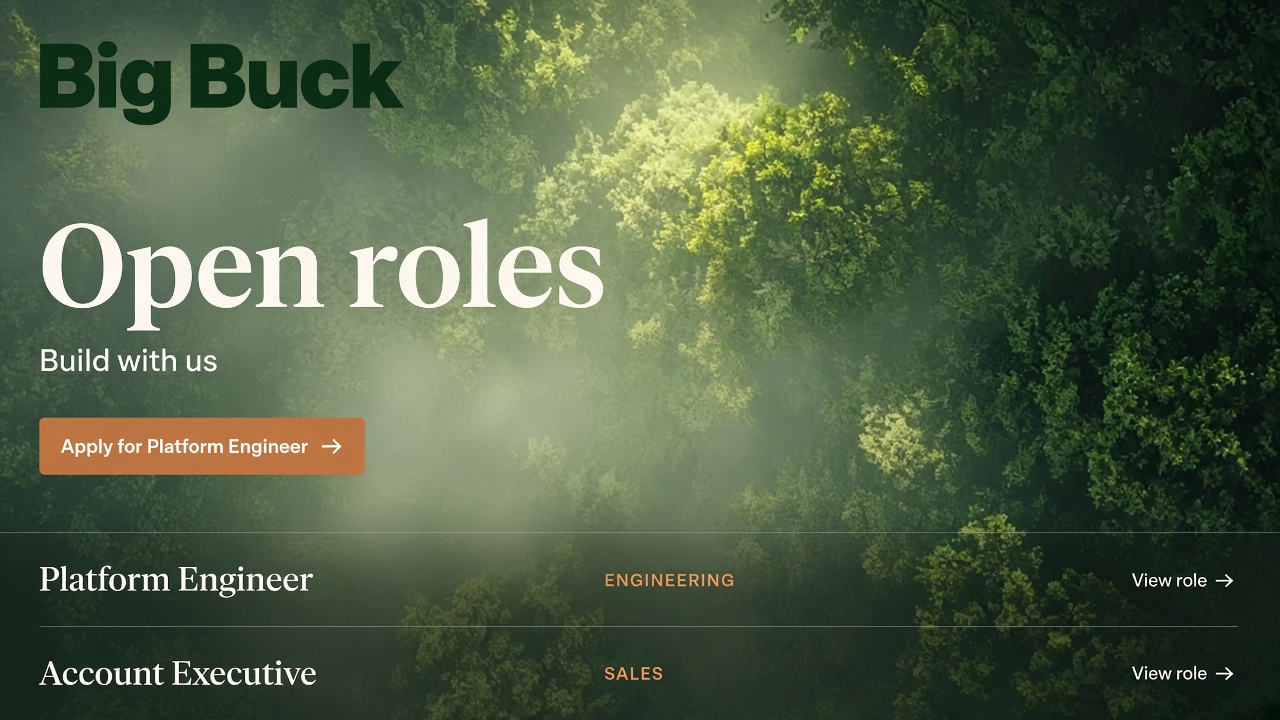 Big Buck
Open roles
Build with us
Apply for Platform Engineer →
Platform Engineer ENGINEERING View role →
Account Executive SALES View role →